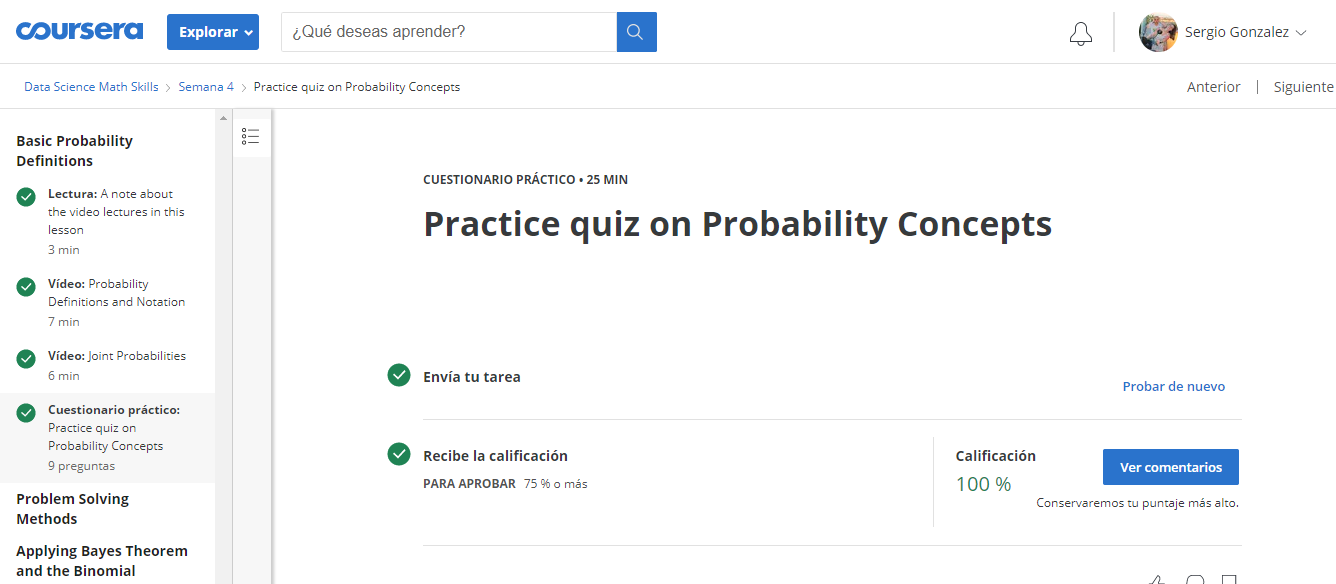 coursera
Explorar
¿Qué deseas aprender?
Sergio Gonzalez
Data Science Math Skills > Semana 4 > Practice quiz on Probability Concepts
Anterior | Siguiente
Basic Probability
Definitions
Lectura: A note about
the video lectures in this
lesson
3 min
Vídeo: Probability
Definitions and Notation
7 min
Vídeo: Joint Probabilities
6 min
Cuestionario práctico:
Practice quiz on
Probability Concepts
9 preguntas
Problem Solving
Methods
Applying Bayes Theorem
and the Binomial
CUESTIONARIO PRÁCTICO • 25 MIN
Practice quiz on Probability Concepts
Envía tu tarea
Probar de nuevo
Recibe la calificación
PARA APROBAR 75 % o más
Calificación
100 %
Ver comentarios
Conservaremos tu puntaje más alto.